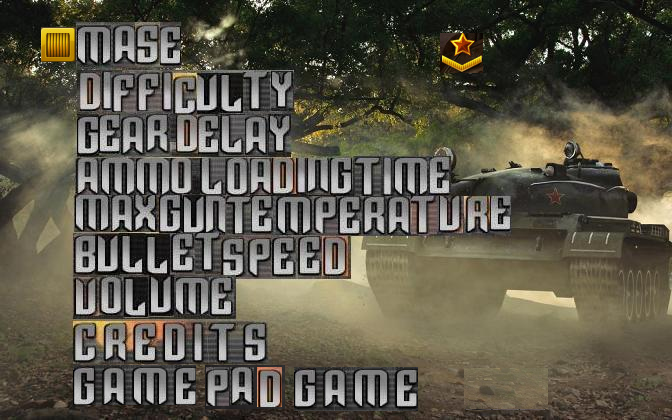 MASE
DIFFICULTY
GEAR DELAY
AMMO LOADINGTIME
MAXGUNTEMPERATURE
BULLETSPEED
VOLUME
CREDITS
GAME PAD GAME